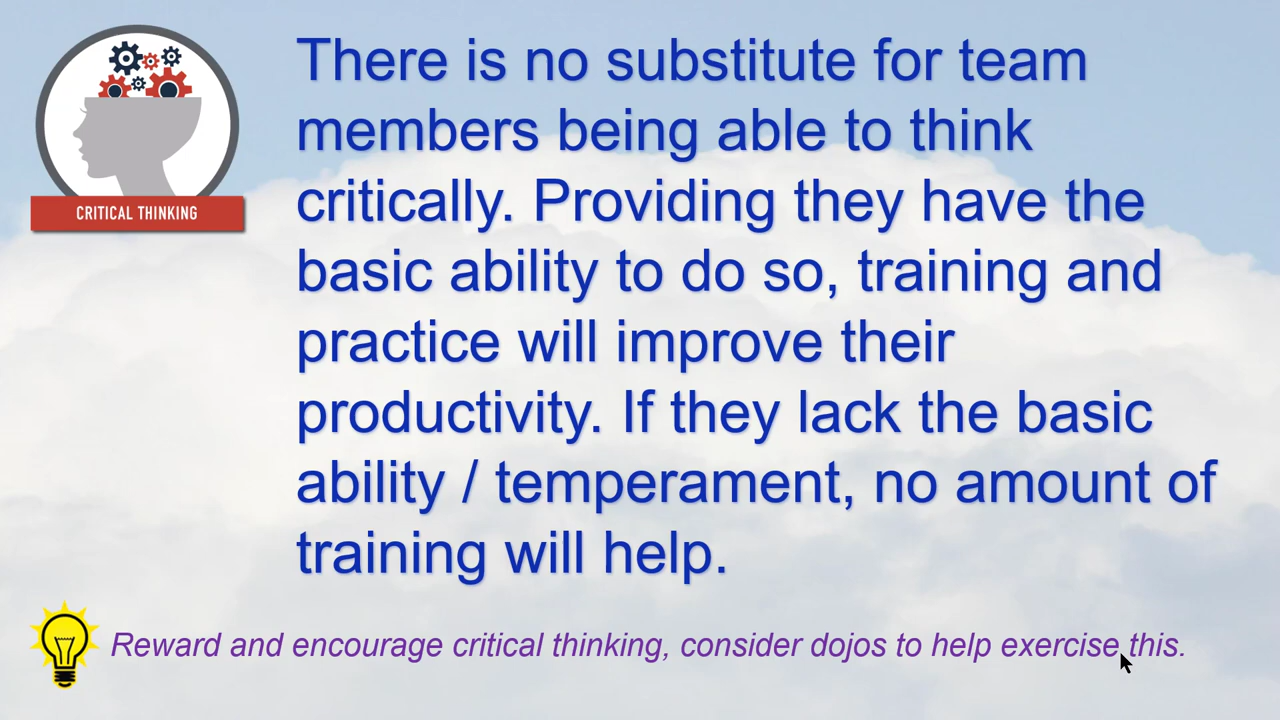 CRITICAL THINKING
There is no substitute for team
members being able to think
critically. Providing they have the
basic ability to do so, training and
practice will improve their
productivity. If they lack the basic
ability / temperament, no amount of
training will help.
Reward and encourage critical thinking, consider dojos to help exercise this.